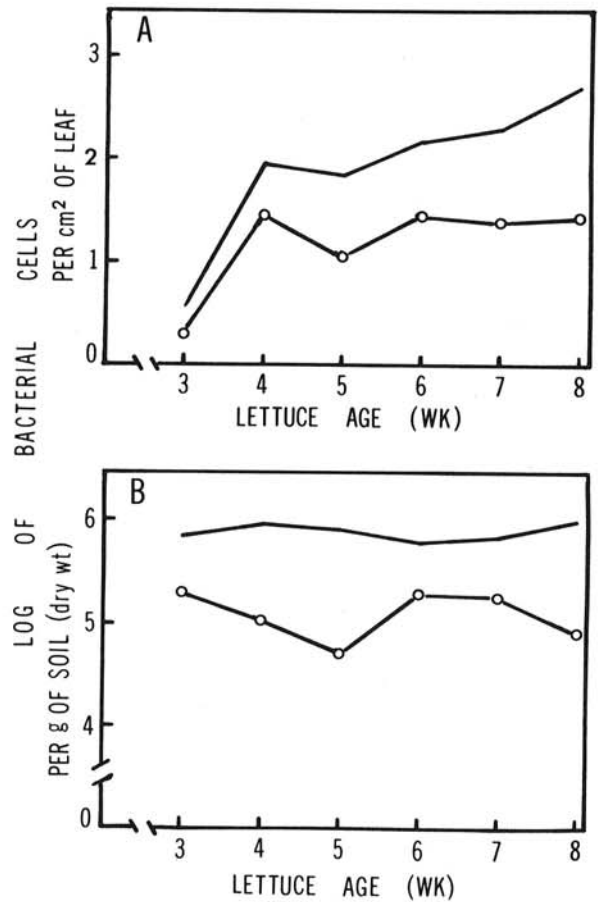 A
3
2
1
0
3 4 5 6 7 8
LETTUCE AGE (WK)
B
6
5
4
0
3 4 5 6 7 8
LETTUCE AGE (WK)
LOG OF BACTERIAL CELLS
PER cm² OF LEAF
PER g OF SOIL (dry wt)